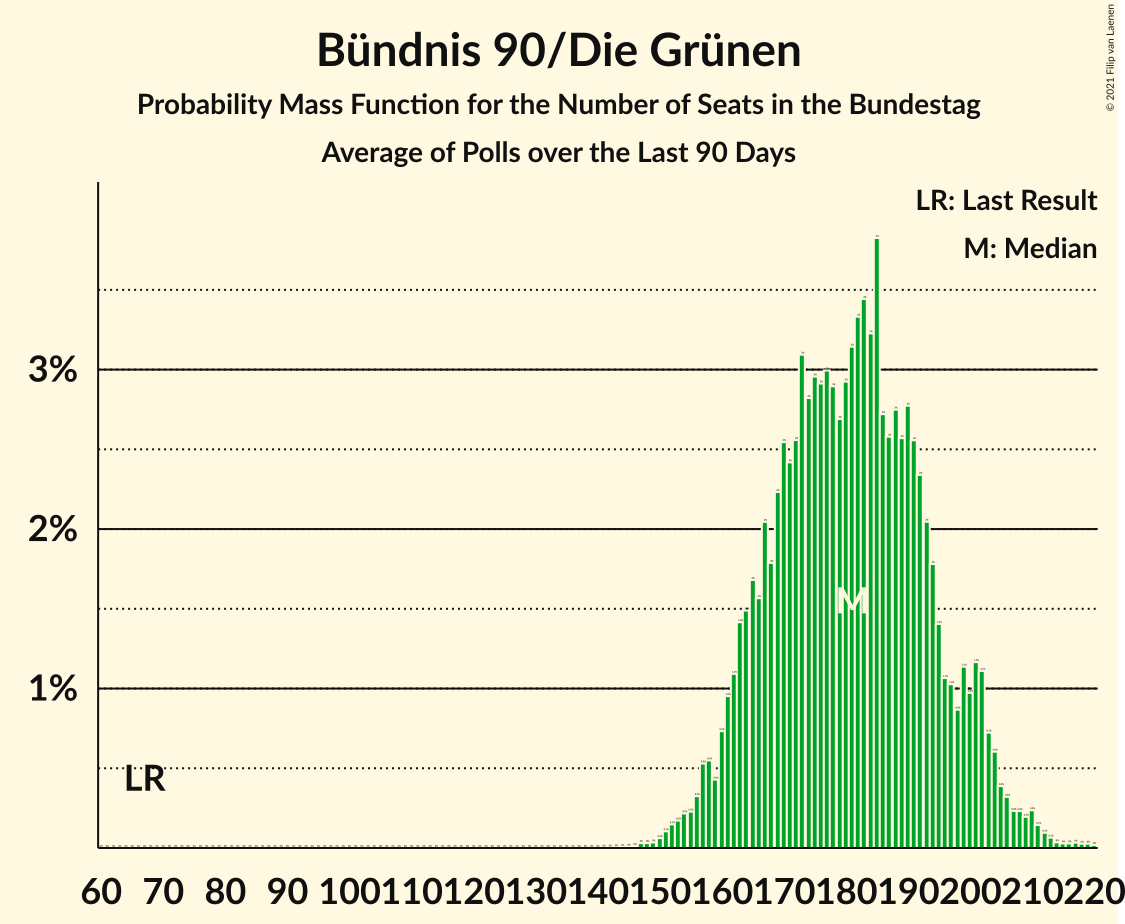 Bündnis 90/Die Grünen
Probability Mass Function for the Number of Seats in the Bundestag
Average of Polls over the Last 90 Days
© 2021 Filip van Laenen
LR: Last Result
M: Median
3%
2%
1%
LR
M
60 70 80 90 100 110 120 130 140 150 160 170 180 190 200 210 220